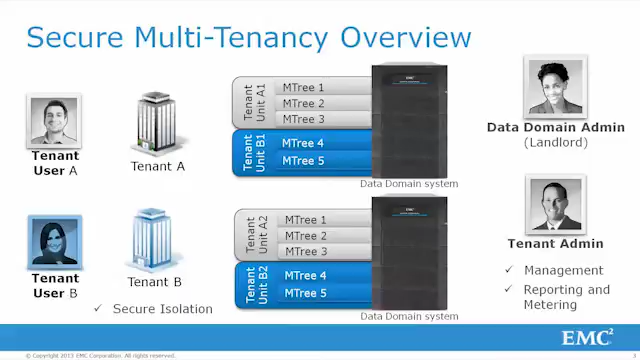 Secure Multi-Tenancy Overview
Tenant
User A
Tenant A
Tenant
Unit A1
MTree 1
MTree 2
MTree 3
Tenant
Unit B1
MTree 4
MTree 5
EMC²
Data Domain system
Data Domain Admin
(Landlord)
Tenant
User B
Tenant B
✓ Secure Isolation
Tenant
Unit A2
MTree 1
MTree 2
MTree 3
Tenant
Unit B2
MTree 4
MTree 5
Data Domain system
Tenant Admin
✓ Management
✓ Reporting and
Metering
EMC²
© Copyright 2013 EMC Corporation. All rights reserved.
3